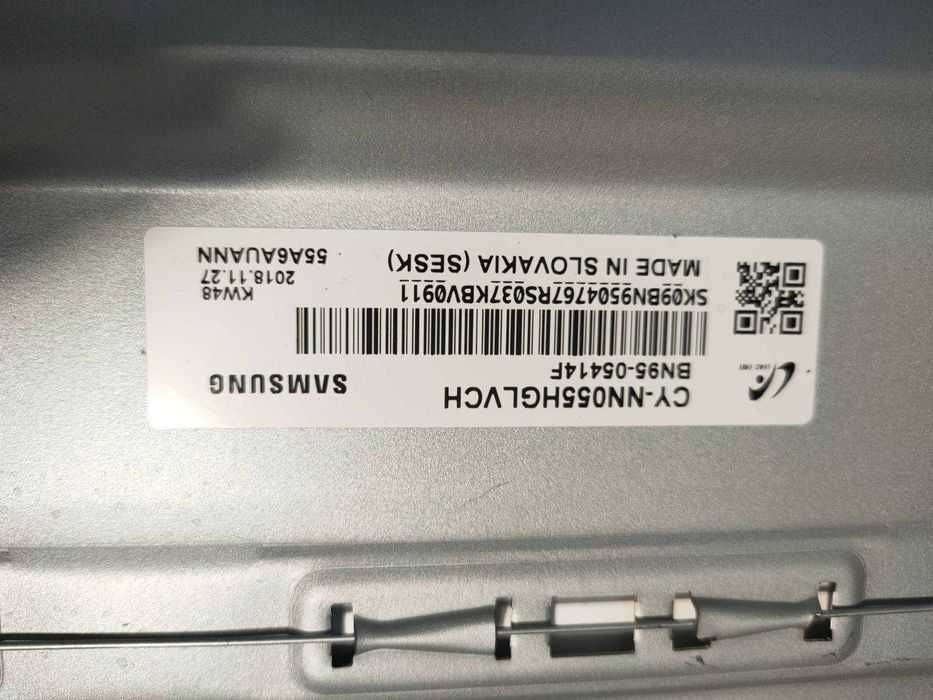 CY-NN055HGLVCH
SAMSUNG
BN95-05414F
SK09BN9504767RS037KBV0911
KW48
2018.11.27
MADE IN SLOVAKIA (SESK)
55A6AUANN